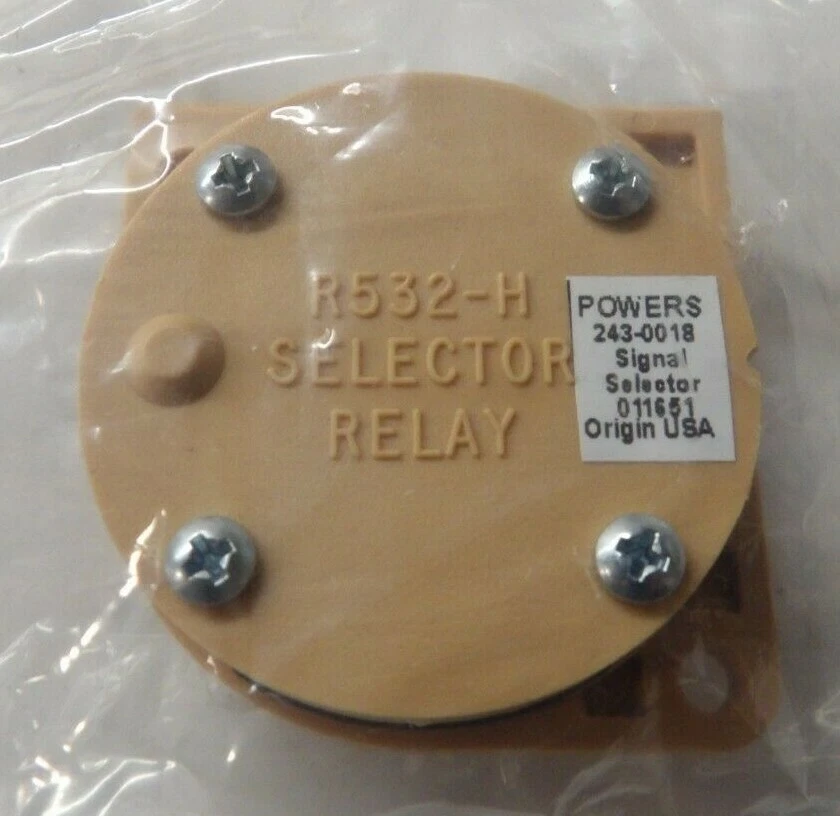 R532-H
SELECTOR
RELAY
POWERS
243-0018
Signal
Selector
011651
Origin USA